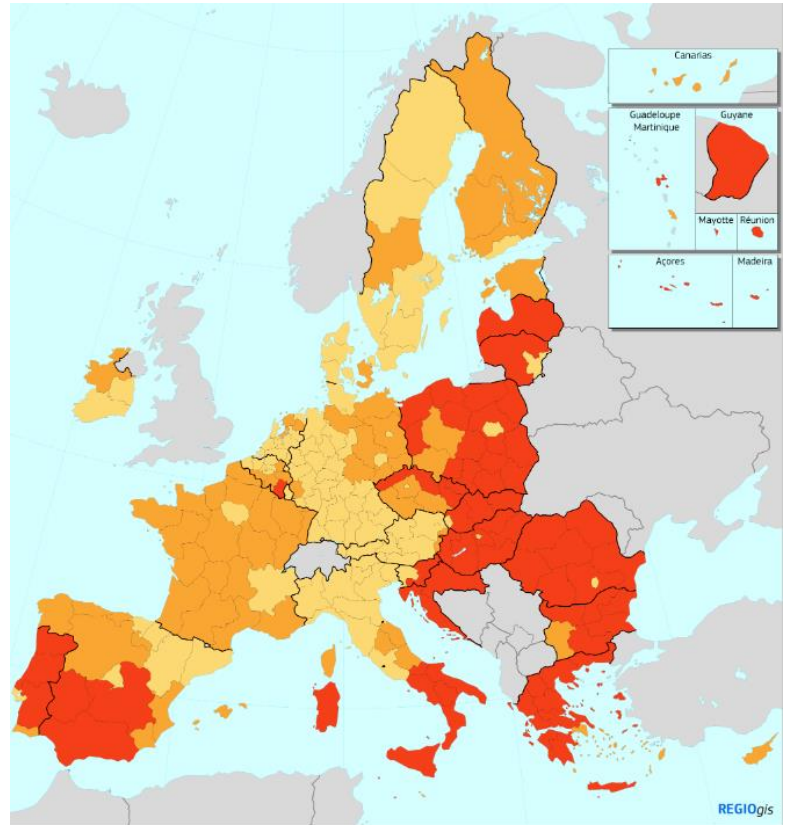 Canarias
Guadeloupe
Martinique
Guyane
Mayotte
Réunion
Açores
Madeira
REGIOgis